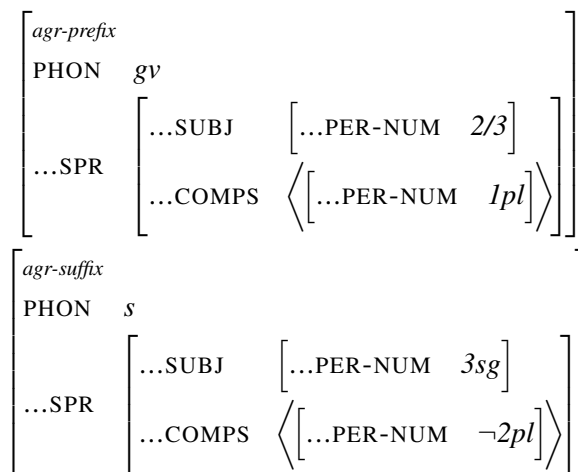 agr-prefix
PHON gv
…SUBJ […PER-NUM 2/3]
…SPR
…COMPS ⟨[…PER-NUM 1pl]⟩
agr-suffix
PHON s
…SUBJ […PER-NUM 3sg]
…SPR
…COMPS ⟨[…PER-NUM ¬2pl]⟩